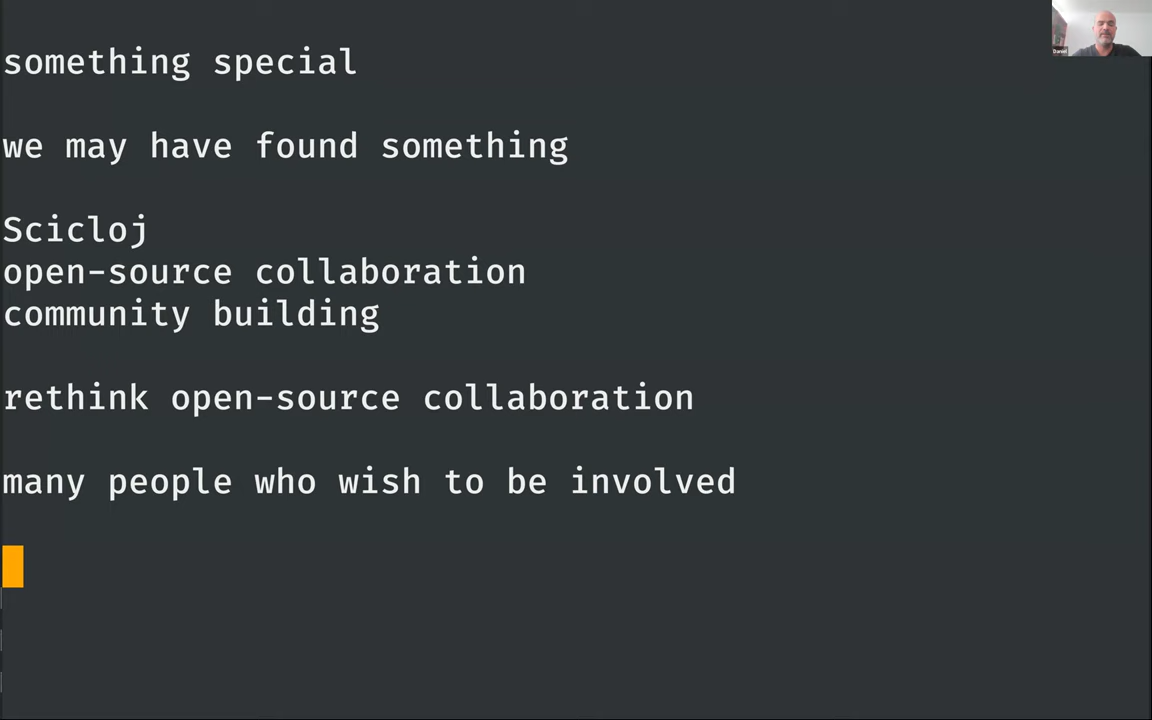 Daniel
something special
we may have found something
Scicloj
open-source collaboration
community building
rethink open-source collaboration
many people who wish to be involved